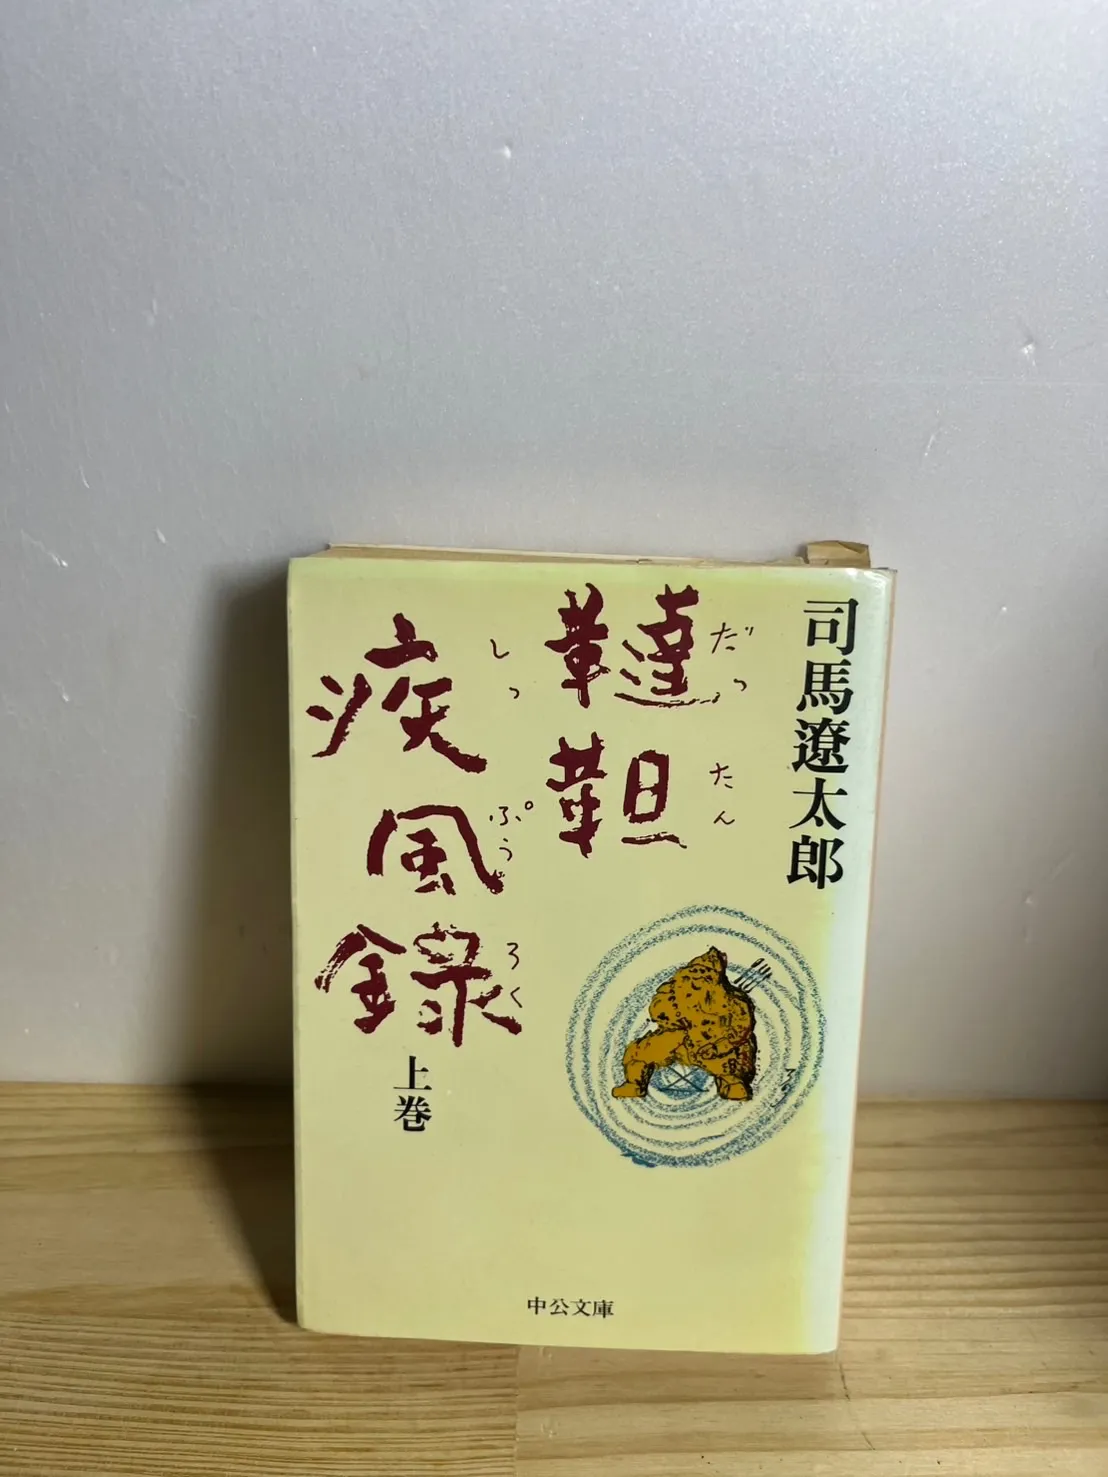 司馬遼太郎
韃靼
だったん
疾風録
しっぷうろく
上巻
中公文庫